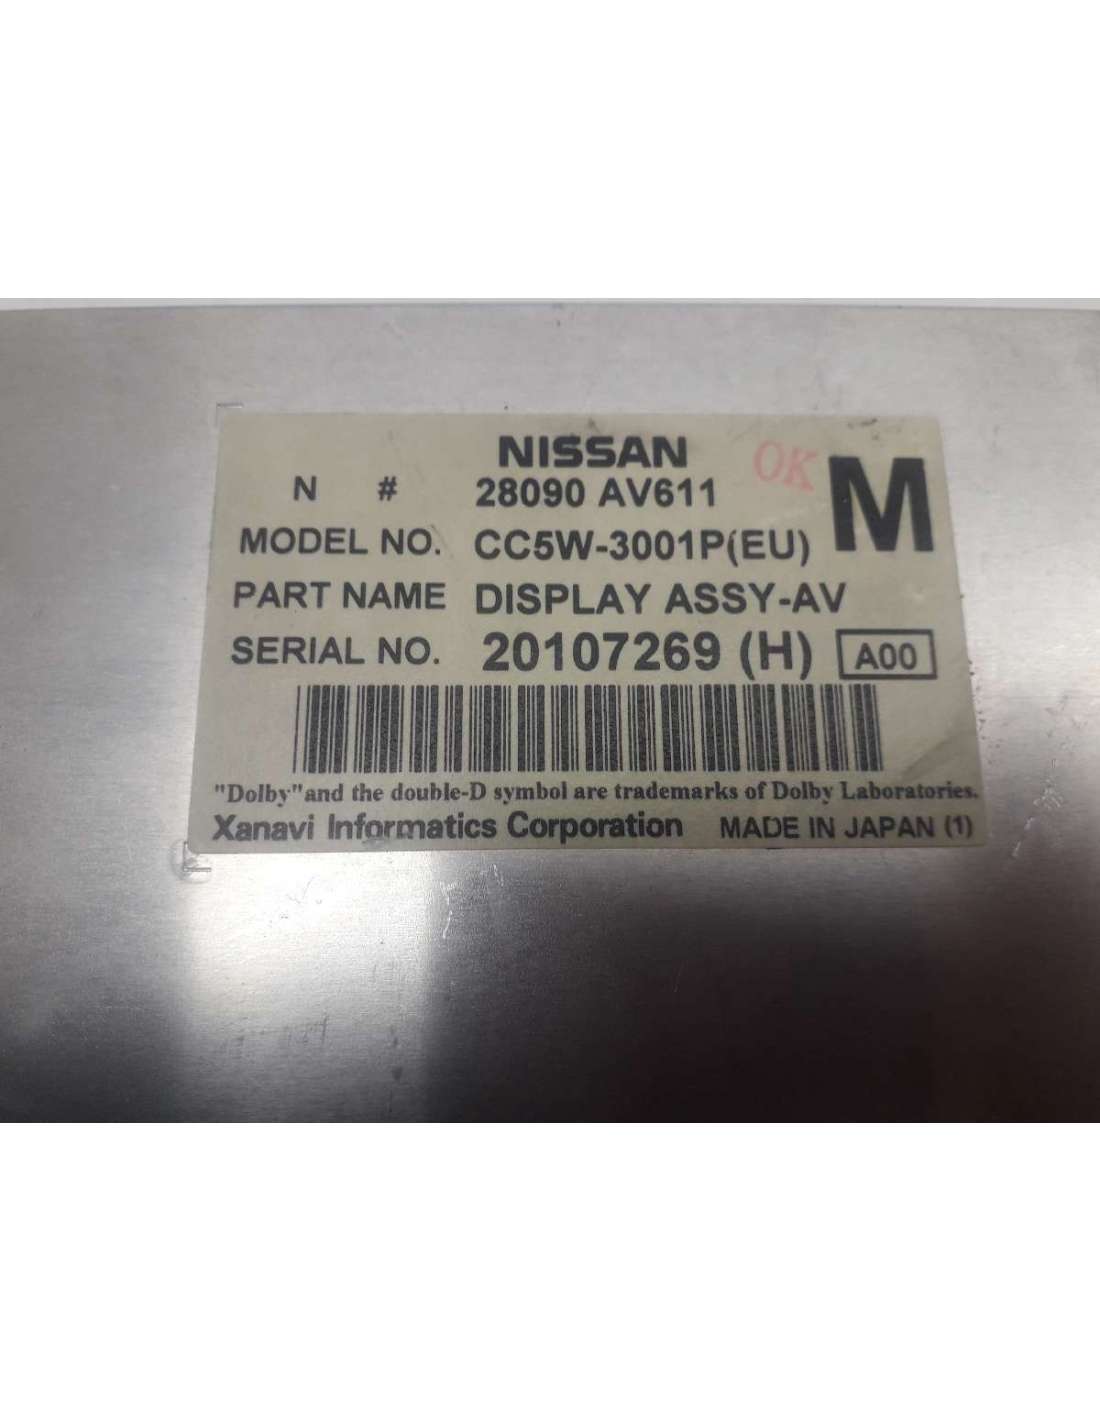 NISSAN OK M
N # 28090 AV611
MODEL NO. CC5W-3001P(EU)
PART NAME DISPLAY ASSY-AV
SERIAL NO. 20107269 (H) A00
"Dolby"and the double-D symbol are trademarks of Dolby Laboratories.
Xanavi Informatics Corporation MADE IN JAPAN (1)